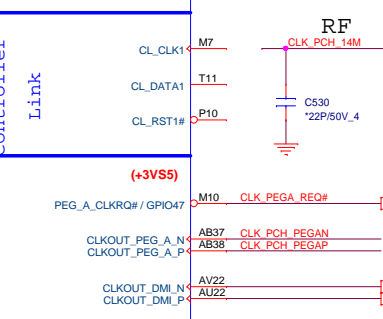 RF
CL_CLK1 M7 CLK_PCH_14M
Link
CL_DATA1 T11
C530
*22P/50V_4
CL_RST1# P10
(+3VS5)
PEG_A_CLKRQ# / GPIO47 M10 CLK_PEGA_REQ#
CLKOUT_PEG_A_N AB37 CLK_PCH_PEGAN
CLKOUT_PEG_A_P AB38 CLK_PCH_PEGAP
CLKOUT_DMI_N AV22
CLKOUT_DMI_P AU22